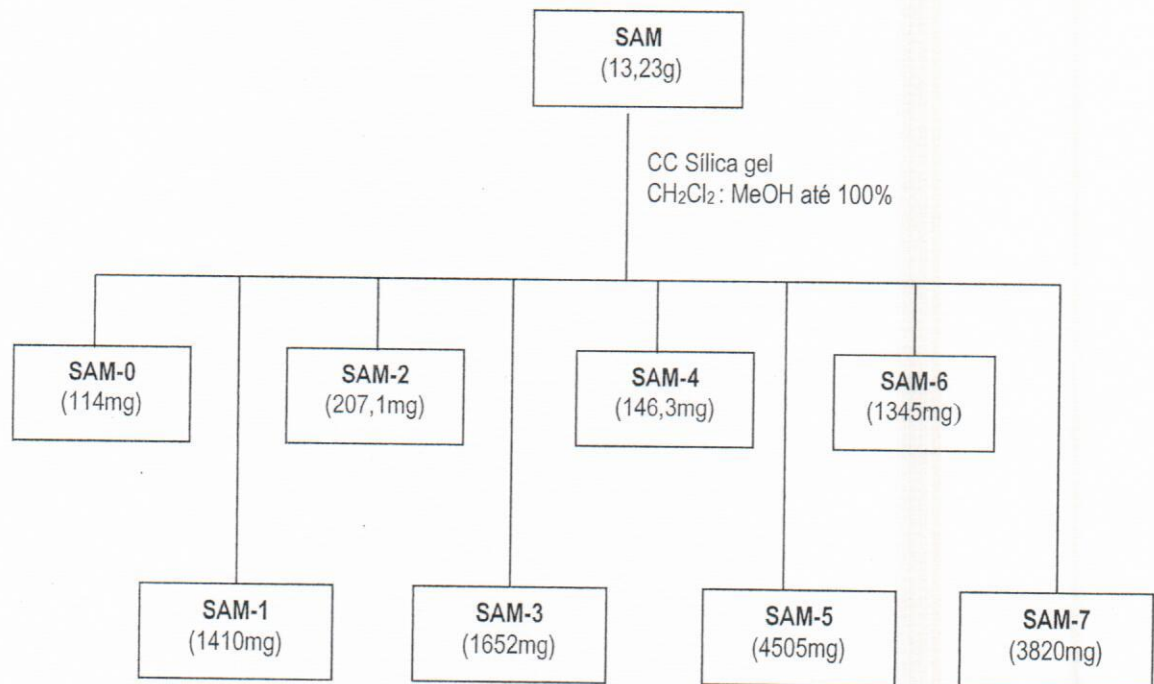 SAM
(13,23g)
CC Sílica gel
CH₂Cl₂ : MeOH até 100%
SAM-0
(114mg)
SAM-2
(207,1mg)
SAM-4
(146,3mg)
SAM-6
(1345mg)
SAM-1
(1410mg)
SAM-3
(1652mg)
SAM-5
(4505mg)
SAM-7
(3820mg)